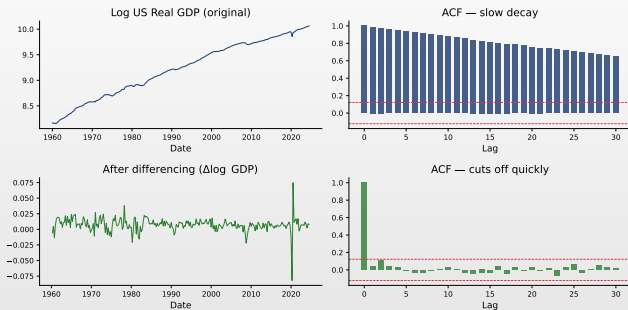 Log US Real GDP (original)
10.0
9.5
9.0
8.5
1960 1970 1980 1990 2000 2010 2020
Date
ACF — slow decay
1.0
0.8
0.6
0.4
0.2
0.0
0 5 10 15 20 25 30
Lag
After differencing (Δlog GDP)
0.075
0.050
0.025
0.000
−0.025
−0.050
−0.075
1960 1970 1980 1990 2000 2010 2020
Date
ACF — cuts off quickly
1.0
0.8
0.6
0.4
0.2
0.0
0 5 10 15 20 25 30
Lag